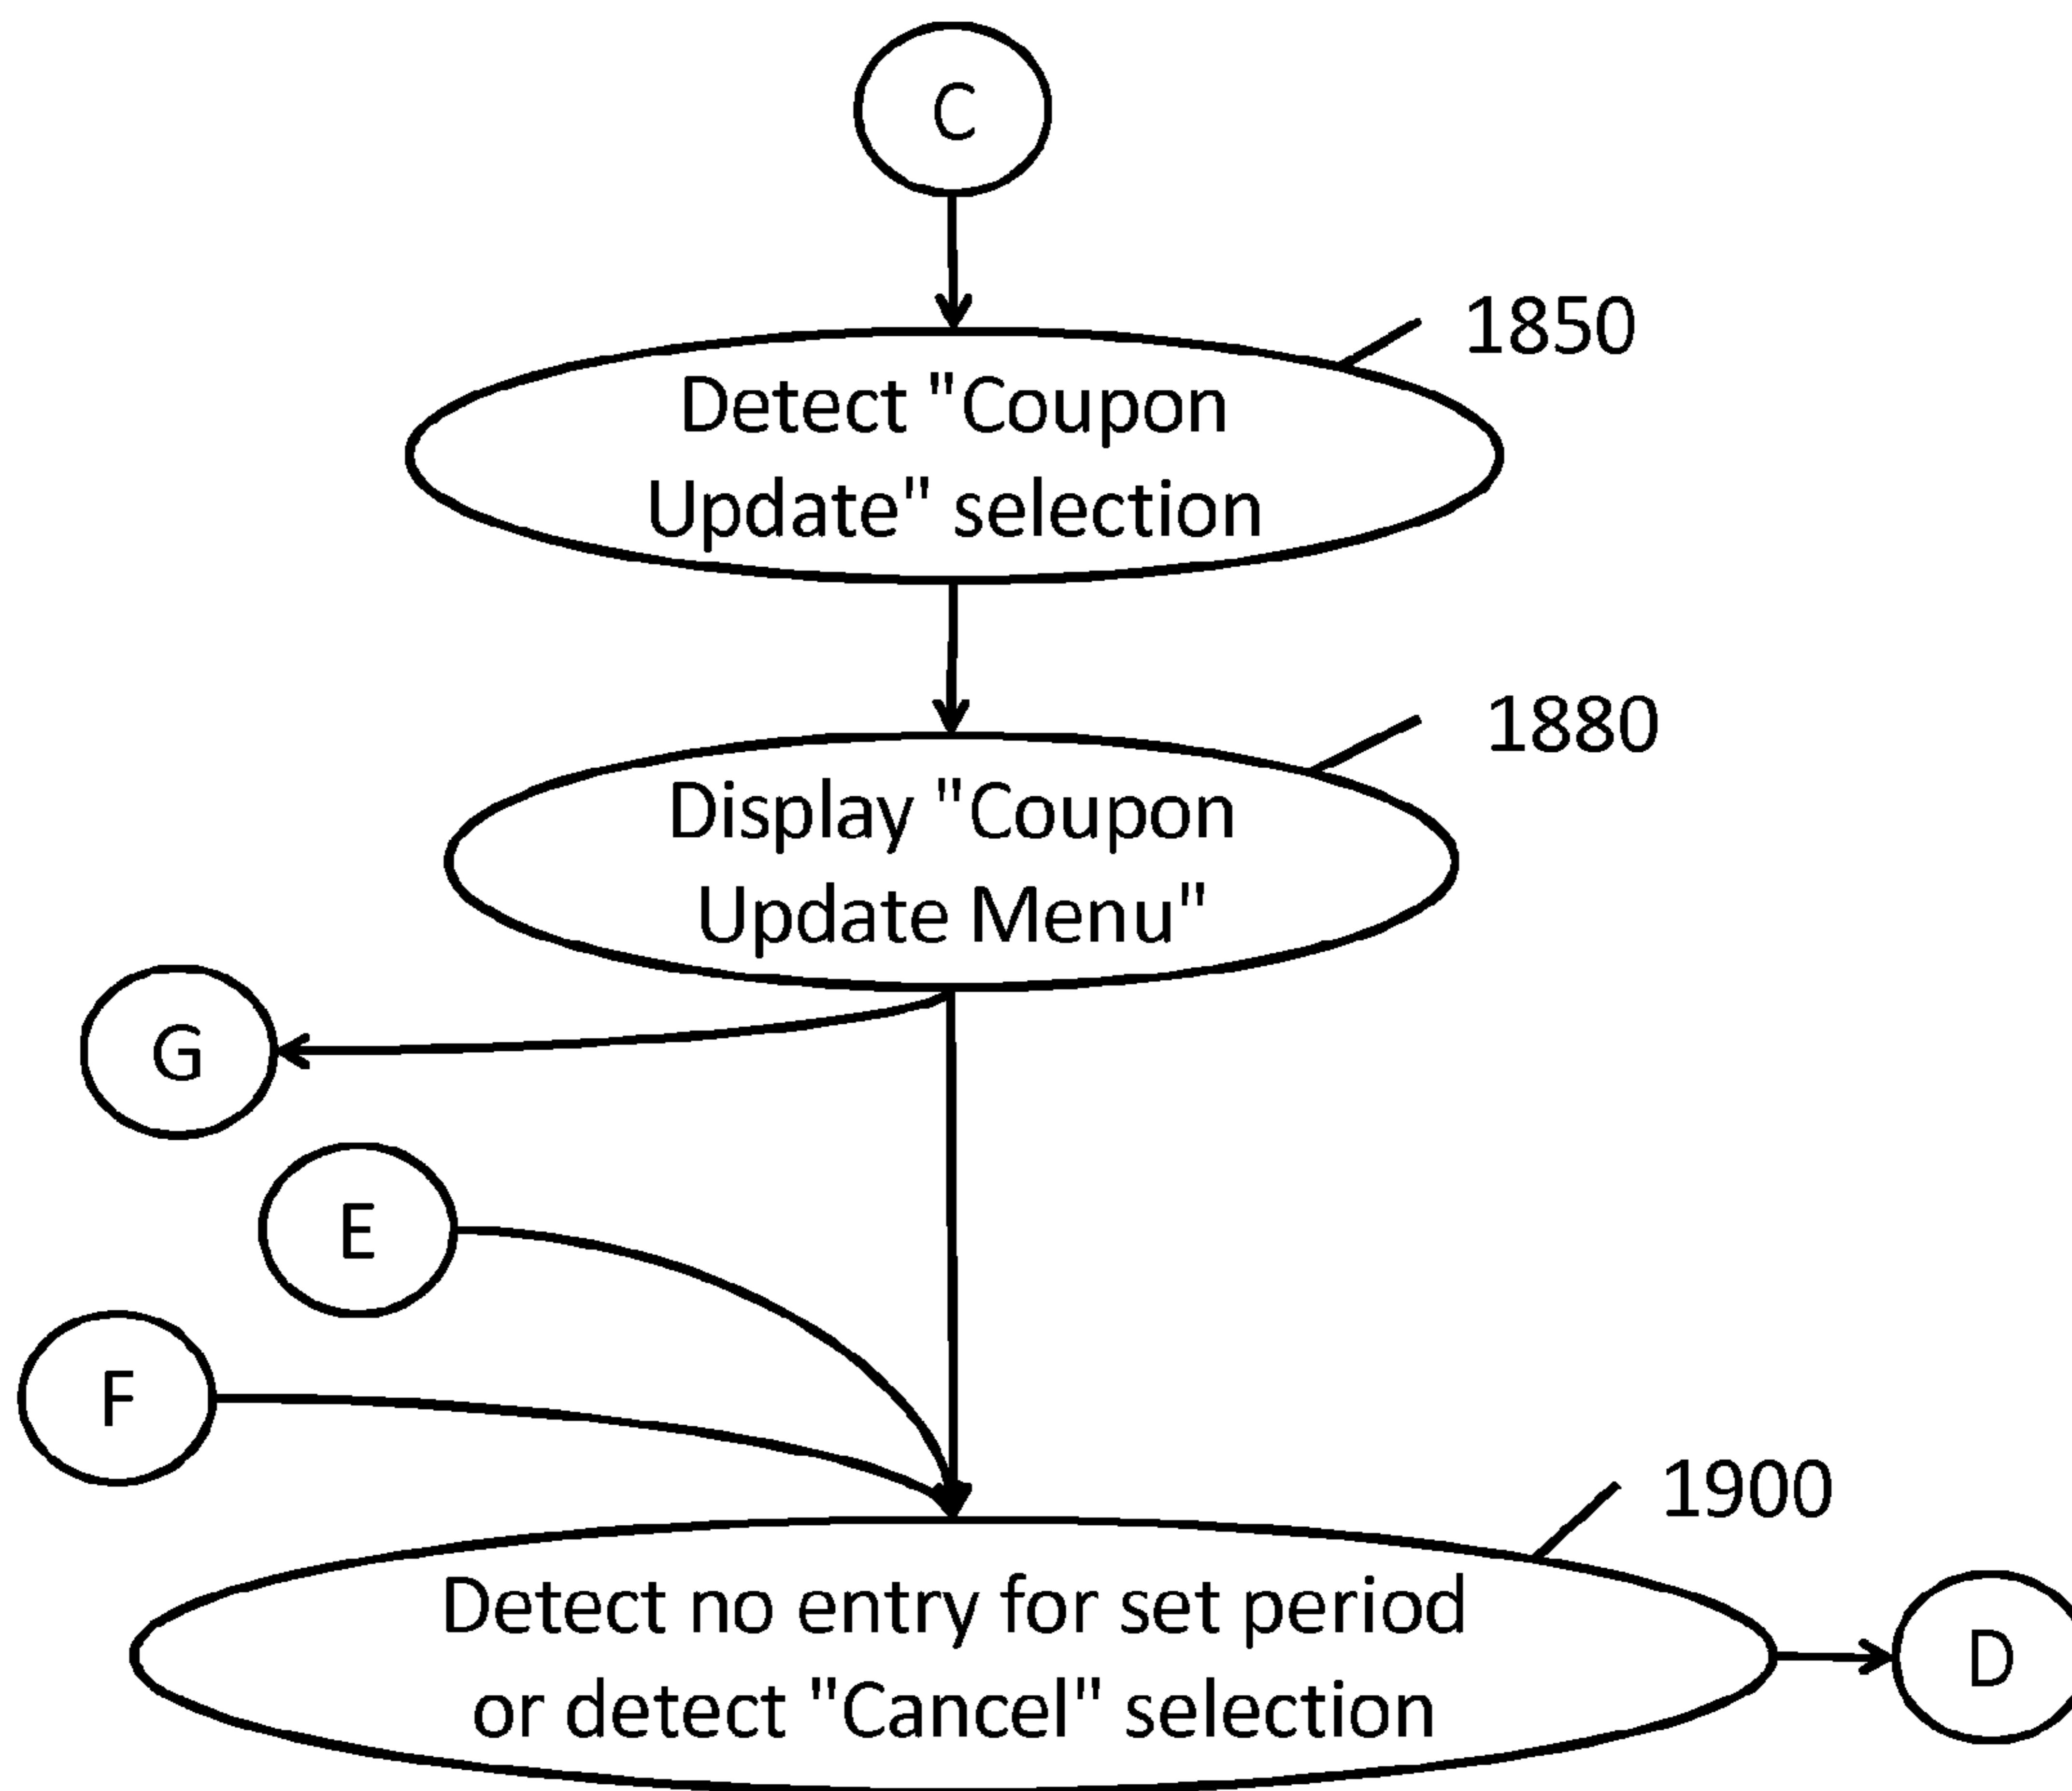 C
1850
Detect "Coupon
Update" selection
1880
Display "Coupon
Update Menu"
G
E
F
1900
Detect no entry for set period
or detect "Cancel" selection
D